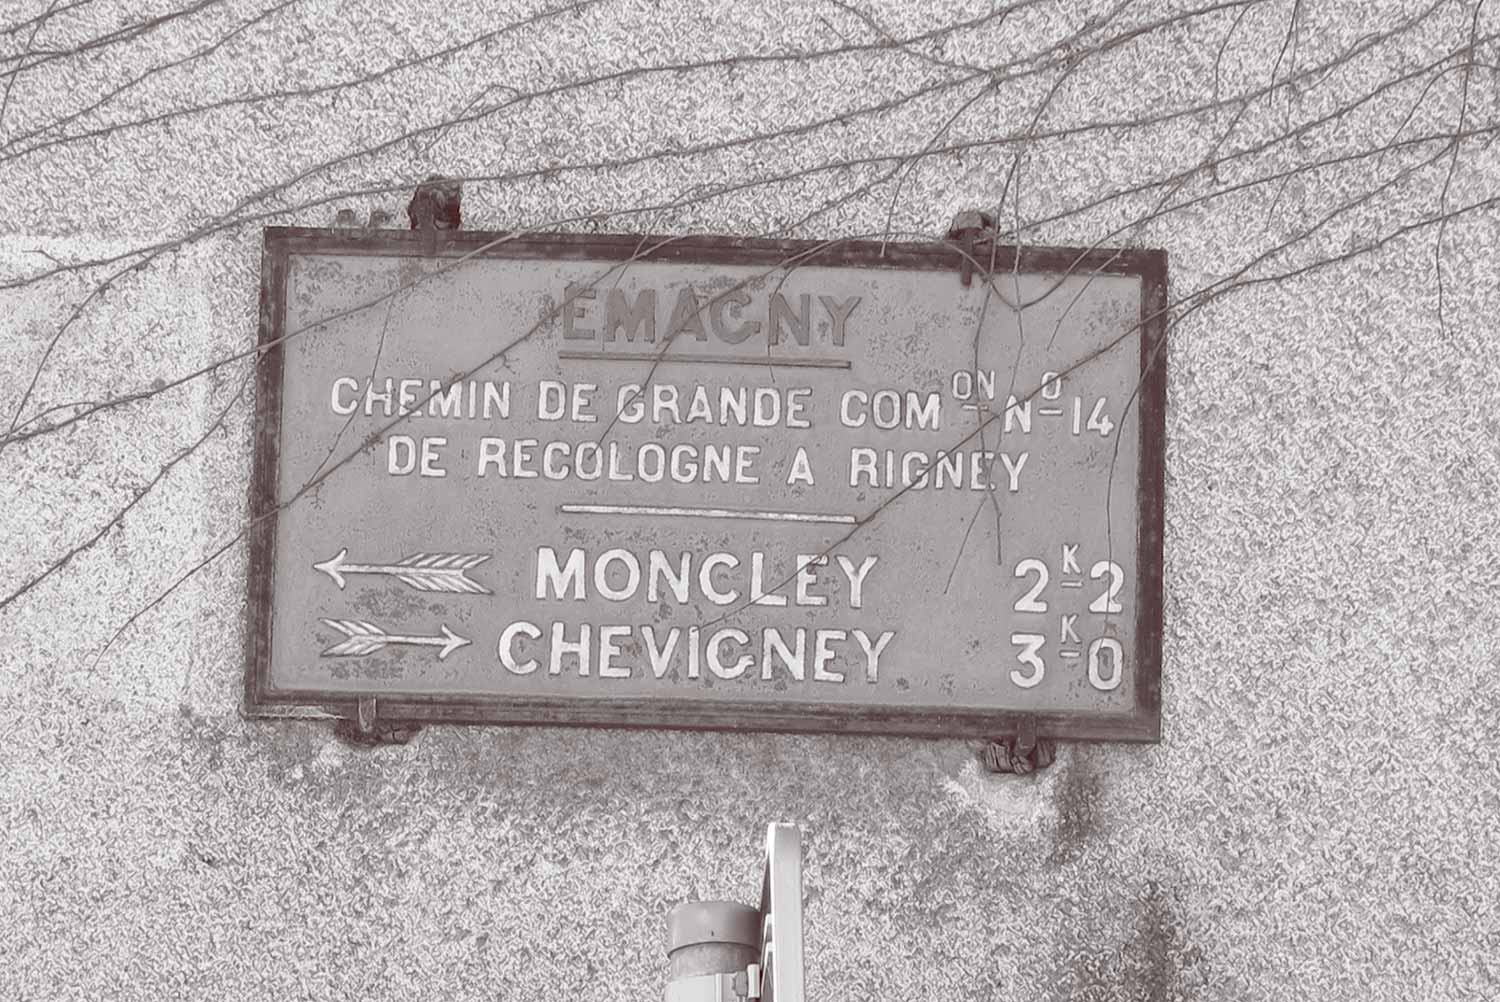 EMAGNY
CHEMIN DE GRANDE COM ON N O 14
DE RECOLOGNE A RIGNEY
MONCLEY 2 K 2
CHEVIGNEY 3 K 0